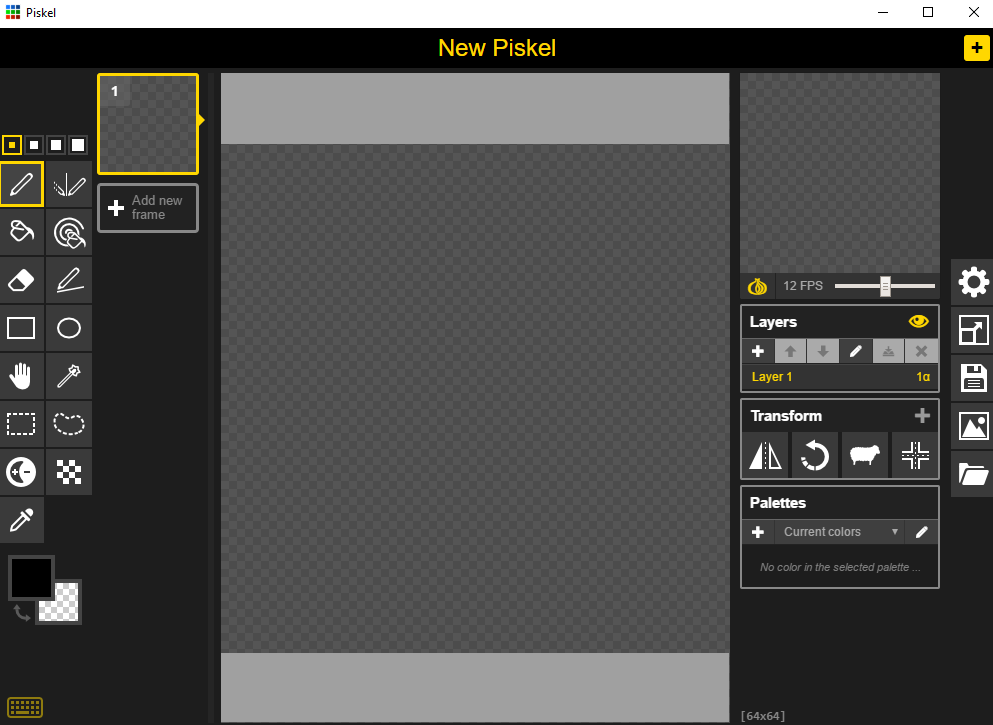 Piskel
New Piskel
1
Add new
frame
12 FPS
Layers
Layer 1
1α
Transform
Palettes
Current colors
No color in the selected palette ...
[64x64]